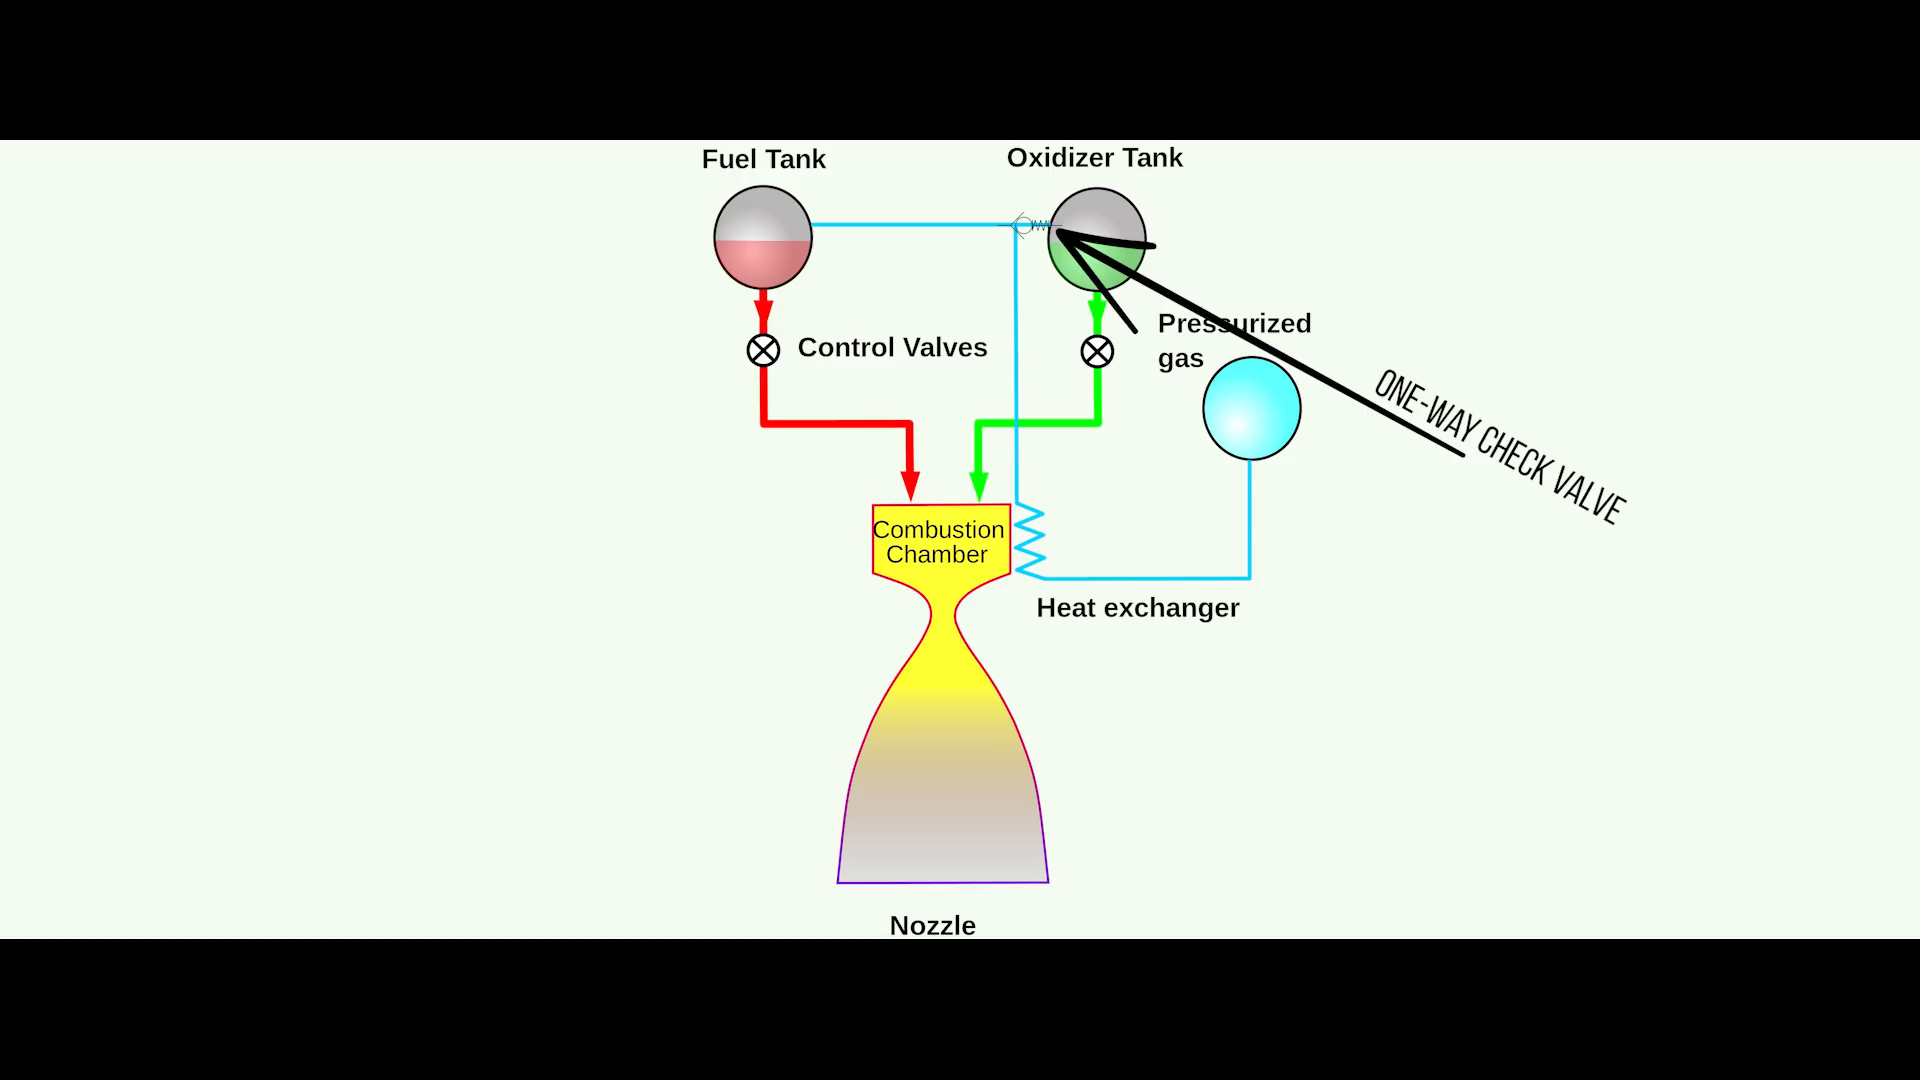 Fuel Tank
Oxidizer Tank
Control Valves
Pressurized
gas
ONE-WAY CHECK VALVE
Combustion
Chamber
Heat exchanger
Nozzle